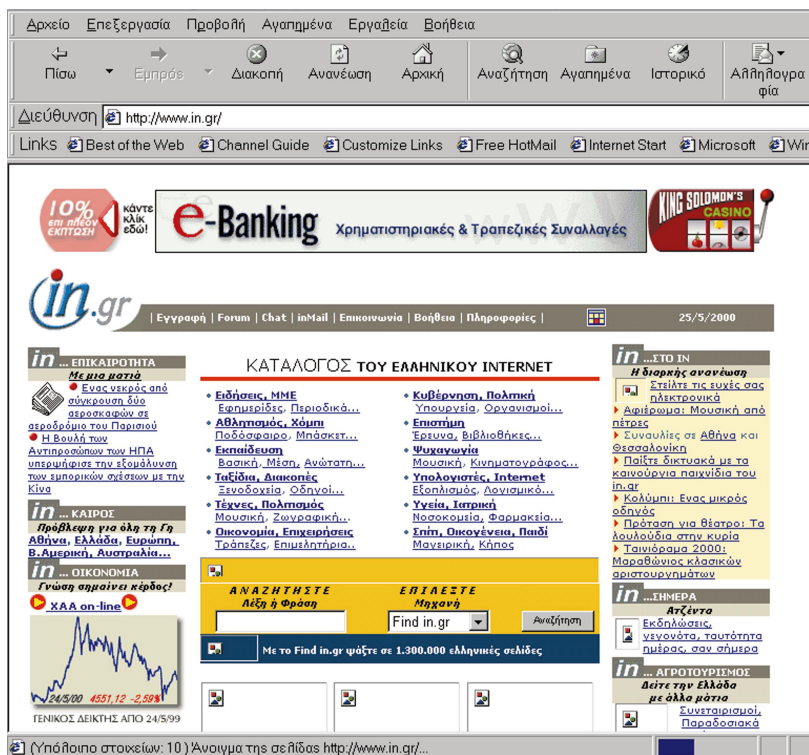 Αρχείο Επεξεργασία Προβολή Αγαπημένα Εργαλεία Βοήθεια
Πίσω Εμπρός Διακοπή Ανανέωση Αρχική Αναζήτηση Αγαπημένα Ιστορικό Αλληλογρα
φία
Διεύθυνση http://www.in.gr/
Links Best of the Web Channel Guide Customize Links Free HotMail Internet Start Microsoft Wir
10%
επι πλέον
ΕΚΠΤΩΣΗ
κάντε
κλίκ
εδώ!
e-Banking Χρηματιστηριακές & Τραπεζικές Συναλλαγές
KING SOLOMON'S
CASINO
in.gr
| Εγγραφή | Forum | Chat | inMail | Επικοινωνία | Βοήθεια | Πληροφορίες |
25/5/2000
in ... ΕΠΙΚΑΙΡΟΤΗΤΑ
Με μια ματιά
Ενας νεκρός από
σύγκρουση δύο
αεροσκαφών σε
αεροδρόμιο του Παρισιού
Η Βουλή των
Αντιπροσώπων των ΗΠΑ
υπερψήφισε την εξομάλυνση
των εμπορικών σχέσεων με την
Κίνα
in ... ΚΑΙΡΟΣ
Πρόβλεψη για όλη τη Γη
Αθήνα, Ελλάδα, Ευρώπη,
Β.Αμερική, Αυστραλία...
in ... ΟΙΚΟΝΟΜΙΑ
Γνώση σημαίνει κέρδος!
ΧΑΑ on-line
24/5/00 4551,12 -2,59%
ΓΕΝΙΚΟΣ ΔΕΙΚΤΗΣ ΑΠΟ 24/5/99
ΚΑΤΑΛΟΓΟΣ ΤΟΥ ΕΛΛΗΝΙΚΟΥ INTERNET
Ειδήσεις, ΜΜΕ
Εφημερίδες, Περιοδικά...
Αθλητισμός, Χόμπι
Ποδόσφαιρο, Μπάσκετ...
Εκπαίδευση
Βασική, Μέση, Ανώτατη...
Ταξίδια, Διακοπές
Ξενοδοχεία, Οδηγοί...
Τέχνες, Πολιτισμός
Μουσική, Ζωγραφική...
Οικονομία, Επιχειρήσεις
Τράπεζες, Επιμελητήρια..
Κυβέρνηση, Πολιτική
Υπουργεία, Οργανισμοί...
Επιστήμη
Έρευνα, Βιβλιοθήκες...
Ψυχαγωγία
Μουσική, Κινηματογράφος...
Υπολογιστές, Internet
Εξοπλισμός, Λογισμικό...
Υγεία, Ιατρική
Νοσοκομεία, Φαρμακεία...
Σπίτι, Οικογένεια, Παιδί
Μαγειρική, Κήπος
ΑΝΑΖΗΤΗΣΤΕ ΕΠΙΛΕΞΤΕ
Λέξη ή Φράση Μηχανή
Find in.gr Αναζήτηση
Με το Find in.gr ψάξτε σε 1.300.000 ελληνικές σελίδες
in ...ΣΤΟ ΙΝ
Η διαρκής ανανέωση
Στείλτε τις ευχές σας
ηλεκτρονικά
Αφιέρωμα: Μουσική από
πέτρες
Συναυλίες σε Αθήνα και
Θεσσαλονίκη
Παίξτε δικτυακά με τα
καινούργια παιχνίδια του
in.gr
Κολύμπι: Ενας μικρός
οδηγός
Πρόταση για θέατρο: Τα
λουλούδια στην κυρία
Ταινιόραμα 2000:
Μαραθώνιος κλασικών
αριστουργημάτων
in ...ΣΗΜΕΡΑ
Ατζέντα
Εκδηλώσεις,
γεγονότα, ταυτότητα
ημέρας, σαν σήμερα
in ... ΑΓΡΟΤΟΥΡΙΣΜΟΣ
Δείτε την Ελλάδα
με άλλα μάτια
Συνεταιρισμοί,
Παραδοσιακά
(Υπόλοιπο στοιχείων: 10 ) Άνοιγμα της σελίδας http://www.in.gr/...